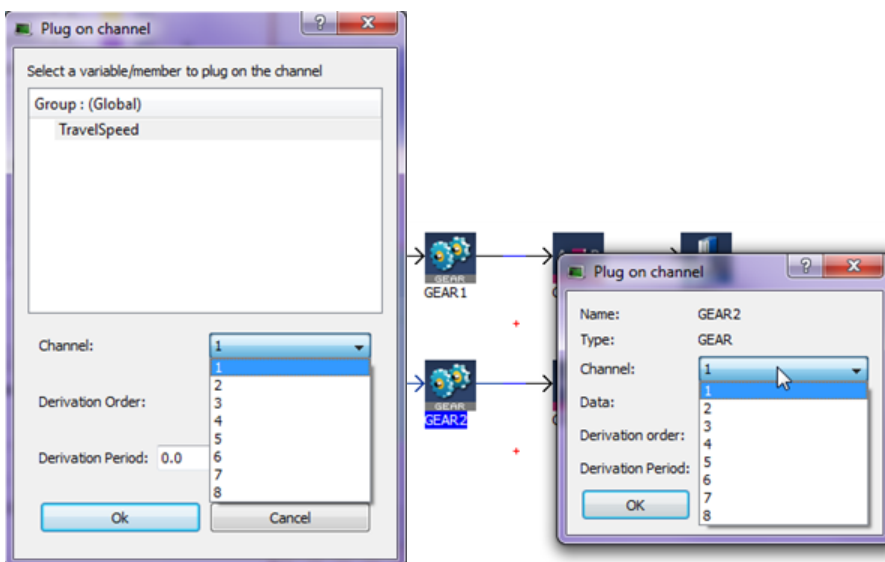 Plug on channel
Select a variable/member to plug on the channel
Group : (Global)
TravelSpeed
Channel:
1
1
2
3
4
5
6
7
8
Derivation Order:
Derivation Period: 0.0
Ok
Cancel
GEAR
GEAR1
GEAR
GEAR2
Plug on channel
Name: GEAR2
Type: GEAR
Channel: 1
1
2
3
4
5
6
7
8
Data:
Derivation order:
Derivation Period:
OK